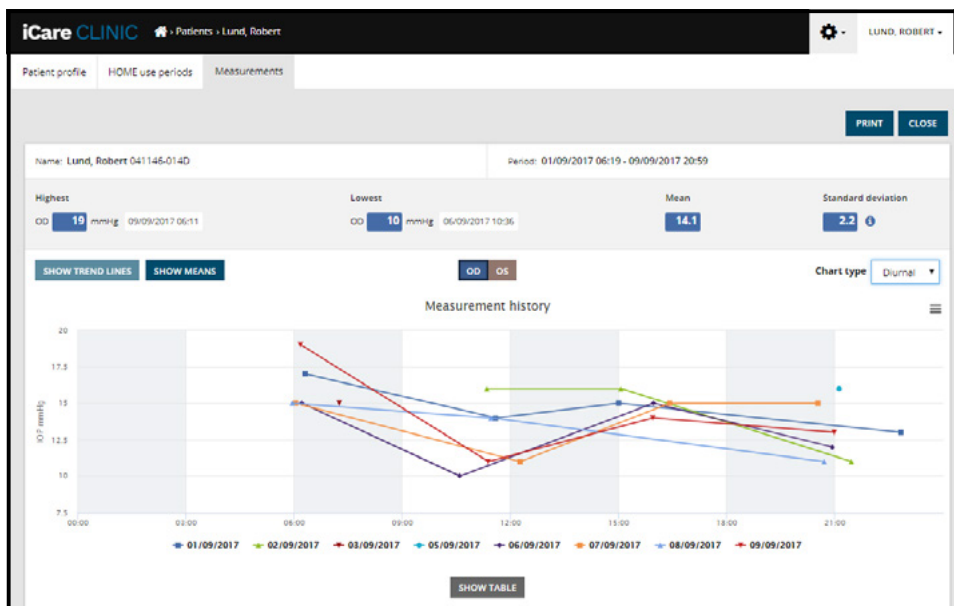 iCare CLINIC › Patients › Lund, Robert LUND, ROBERT
Patient profile HOME use periods Measurements
PRINT CLOSE
Name: Lund, Robert 041146-014D Period: 01/09/2017 06:19 - 09/09/2017 20:59
Highest Lowest Mean Standard deviation
OD 19 mmHg 09/09/2017 06:11 OD 10 mmHg 06/09/2017 10:36 14.1 2.2 i
SHOW TREND LINES SHOW MEANS OD OS Chart type Diurnal
Measurement history
20
17.5
15
12.5
10
7.5
IOP mmHg
00:00 03:00 06:00 09:00 12:00 15:00 18:00 21:00
01/09/2017 02/09/2017 03/09/2017 05/09/2017 06/09/2017 07/09/2017 08/09/2017 09/09/2017
SHOW TABLE